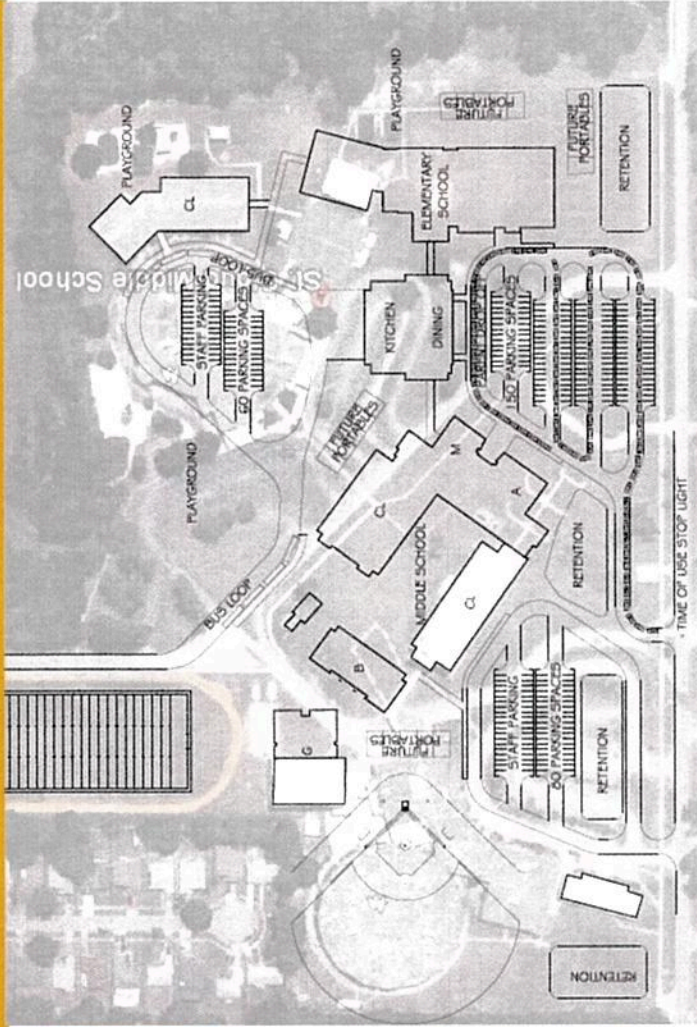 PLAYGROUND
PLAYGROUND
FUTURE
PORTABLES
FUTURE
PORTABLES
RETENTION
CL
ELEMENTARY
SCHOOL
BUS LOOP
Middle School
STAFF PARKING
60 PARKING SPACES
KITCHEN
DINING
150 PARKING SPACES
PLAYGROUND
FUTURE
PORTABLES
BUS LOOP
CL
M
A
MIDDLE SCHOOL
CL
RETENTION
TIME OF USE STOP LIGHT
B
G
FUTURE
PORTABLES
STAFF PARKING
80 PARKING SPACES
RETENTION
RETENTION